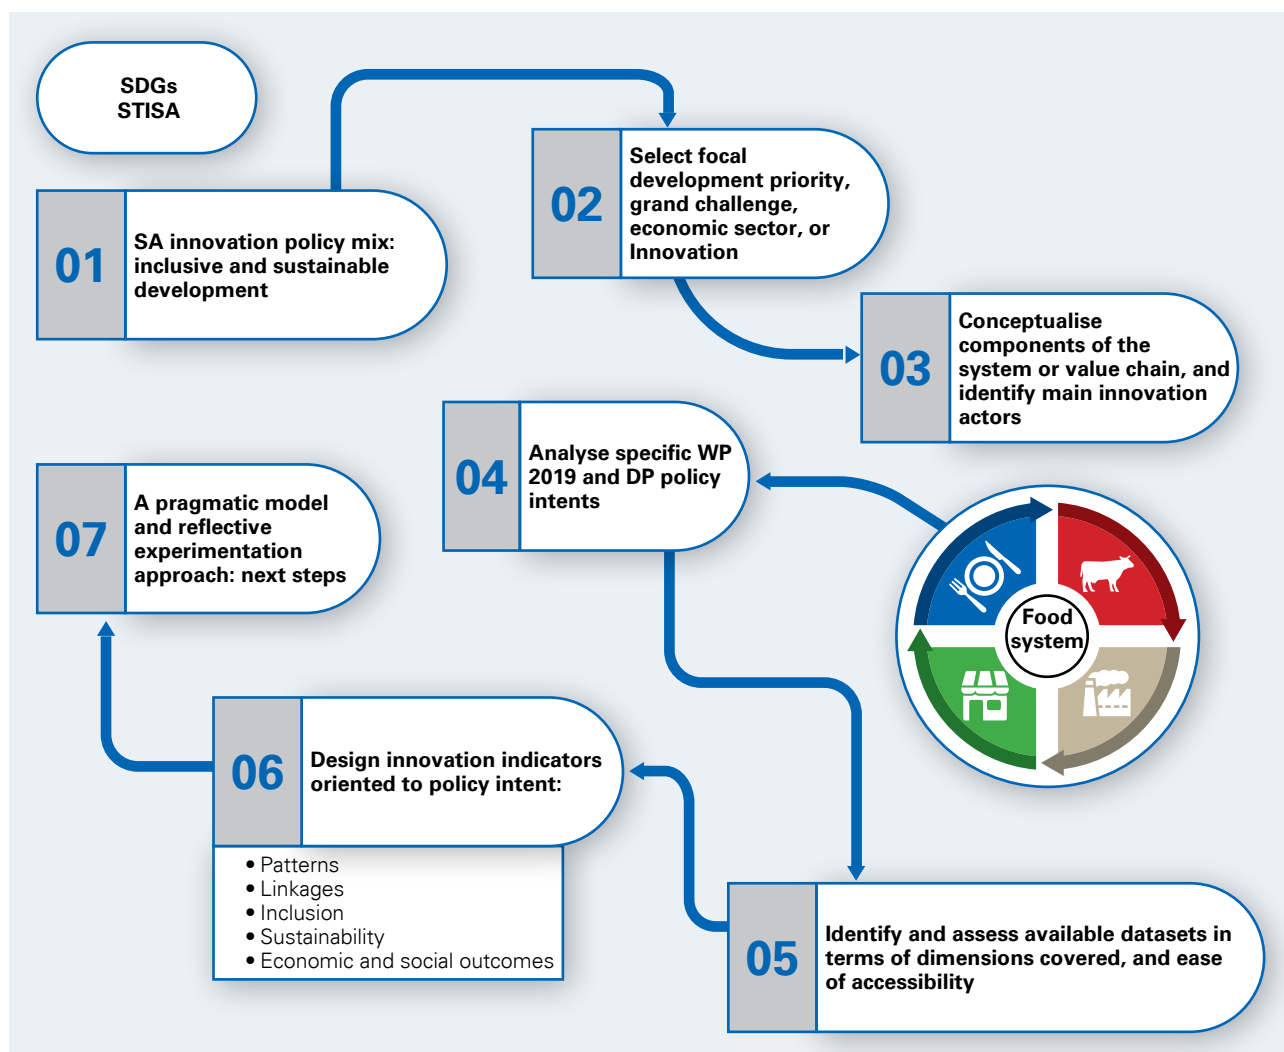 SDGs
STISA
01
SA innovation policy mix:
inclusive and sustainable
development
02
Select focal
development priority,
grand challenge,
economic sector, or
Innovation
03
Conceptualise
components of the
system or value chain, and
identify main innovation
actors
Food
system
04
Analyse specific WP
2019 and DP policy
intents
05
Identify and assess available datasets in
terms of dimensions covered, and ease
of accessibility
06
Design innovation indicators
oriented to policy intent:
• Patterns
• Linkages
• Inclusion
• Sustainability
• Economic and social outcomes
07
A pragmatic model
and reflective
experimentation
approach: next steps